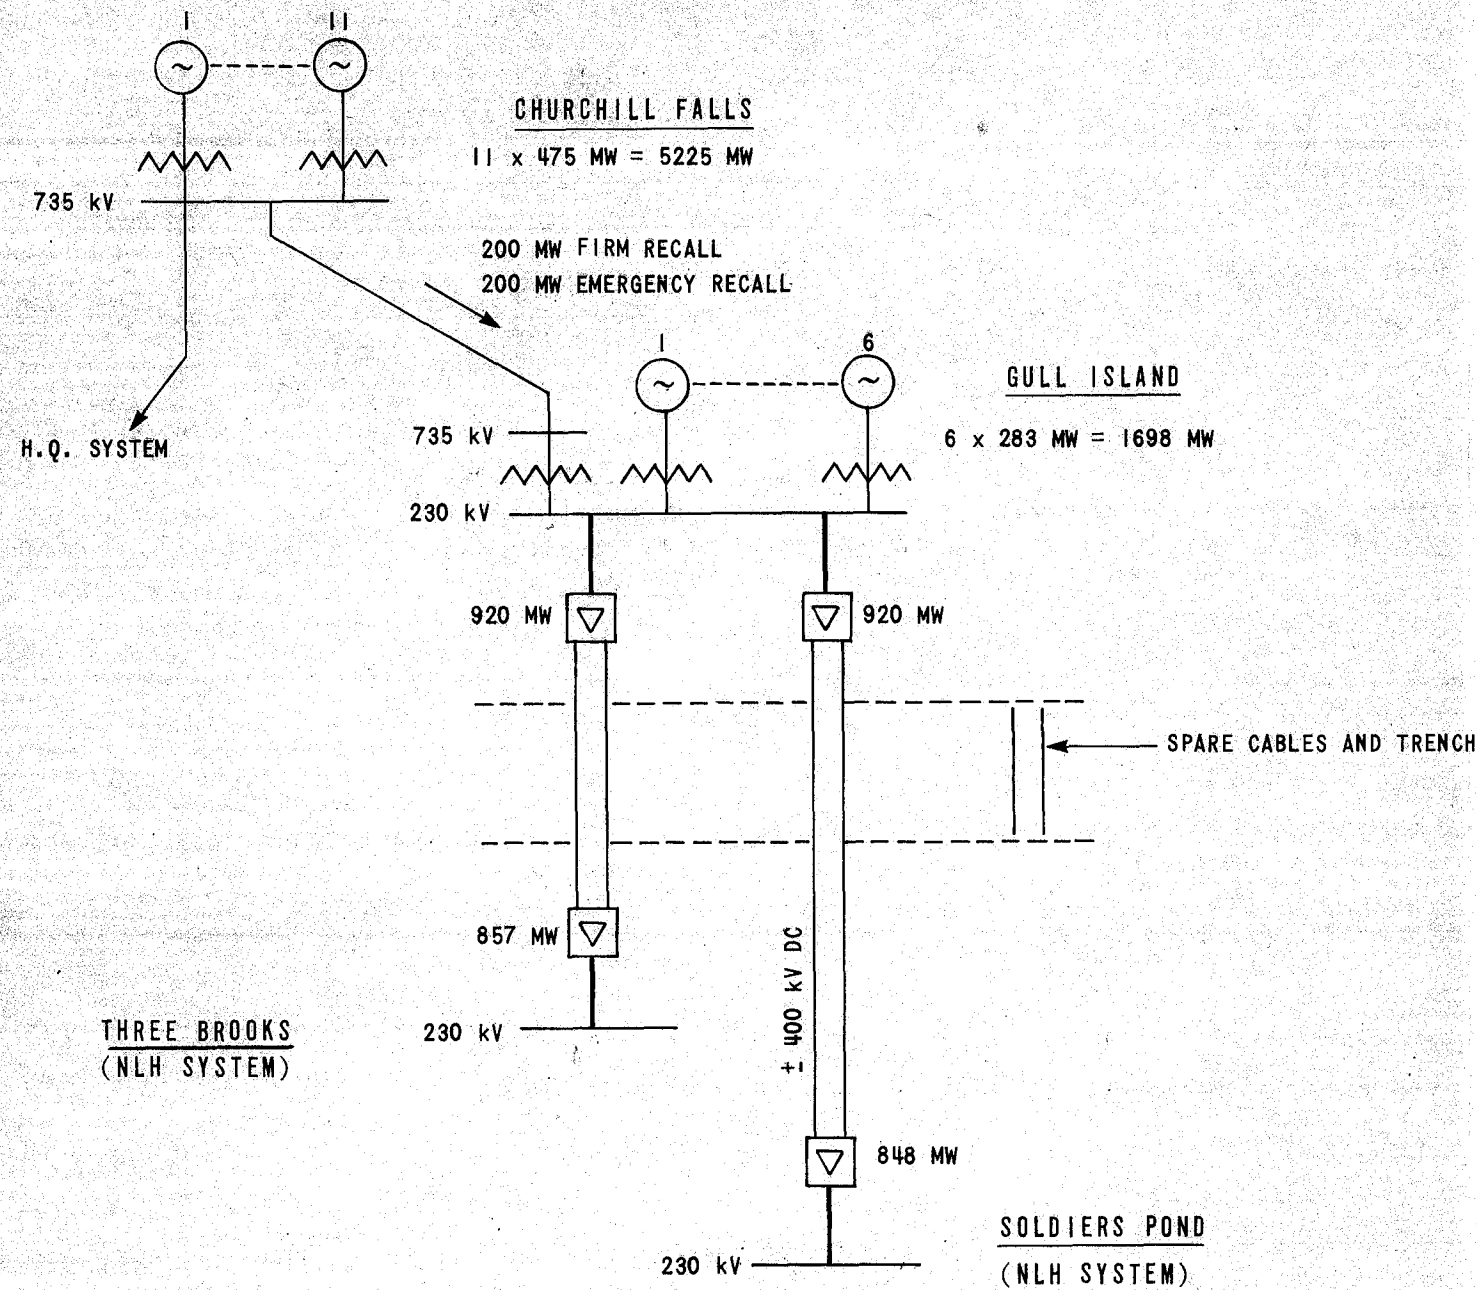 1 11
CHURCHILL FALLS
11 x 475 MW = 5225 MW
735 kV
200 MW FIRM RECALL
200 MW EMERGENCY RECALL
1 6
GULL ISLAND
6 x 283 MW = 1698 MW
735 kV
H.Q. SYSTEM
230 kV
920 MW
920 MW
SPARE CABLES AND TRENCH
857 MW
± 400 kV DC
THREE BROOKS
(NLH SYSTEM)
230 kV
848 MW
SOLDIERS POND
(NLH SYSTEM)
230 kV